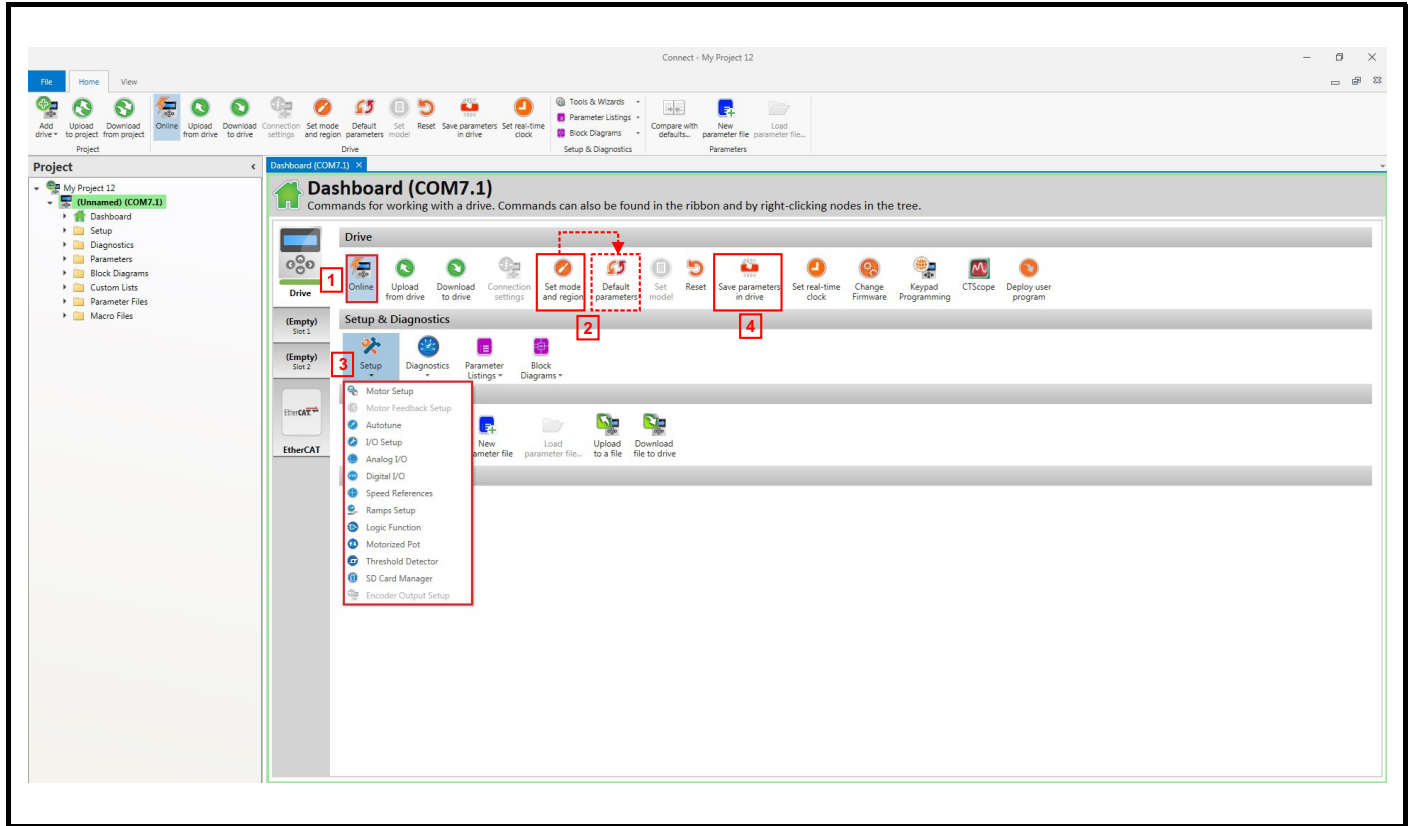 Connect - My Project 12
File Home View
Add drive
Upload to project
Download from project
Online
Upload from drive
Download to drive
Connection settings
Set mode and region
Default parameters
Set model
Reset
Save parameters in drive
Set real-time clock
Tools & Wizards
Parameter Listings
Block Diagrams
Compare with defaults...
New parameter file
Load parameter file...
Project
Drive
Setup & Diagnostics
Parameters
Project
My Project 12
(Unnamed) (COM7.1)
Dashboard
Setup
Diagnostics
Parameters
Block Diagrams
Custom Lists
Parameter Files
Macro Files
Dashboard (COM7.1)
Dashboard (COM7.1)
Commands for working with a drive. Commands can also be found in the ribbon and by right-clicking nodes in the tree.
Drive
(Empty)
Slot 1
(Empty)
Slot 2
EtherCAT
EtherCAT
Drive
1
Online
Upload from drive
Download to drive
Connection settings
Set mode and region
Default parameters
Set model
Reset
Save parameters in drive
Set real-time clock
Change Firmware
Keypad Programming
CTScope
Deploy user program
2
4
Setup & Diagnostics
3
Setup
Diagnostics
Parameter Listings
Block Diagrams
Motor Setup
Motor Feedback Setup
Autotune
I/O Setup
Analog I/O
Digital I/O
Speed References
Ramps Setup
Logic Function
Motorized Pot
Threshold Detector
SD Card Manager
Encoder Output Setup
New
ameter file
Load parameter file...
Upload to a file
Download file to drive